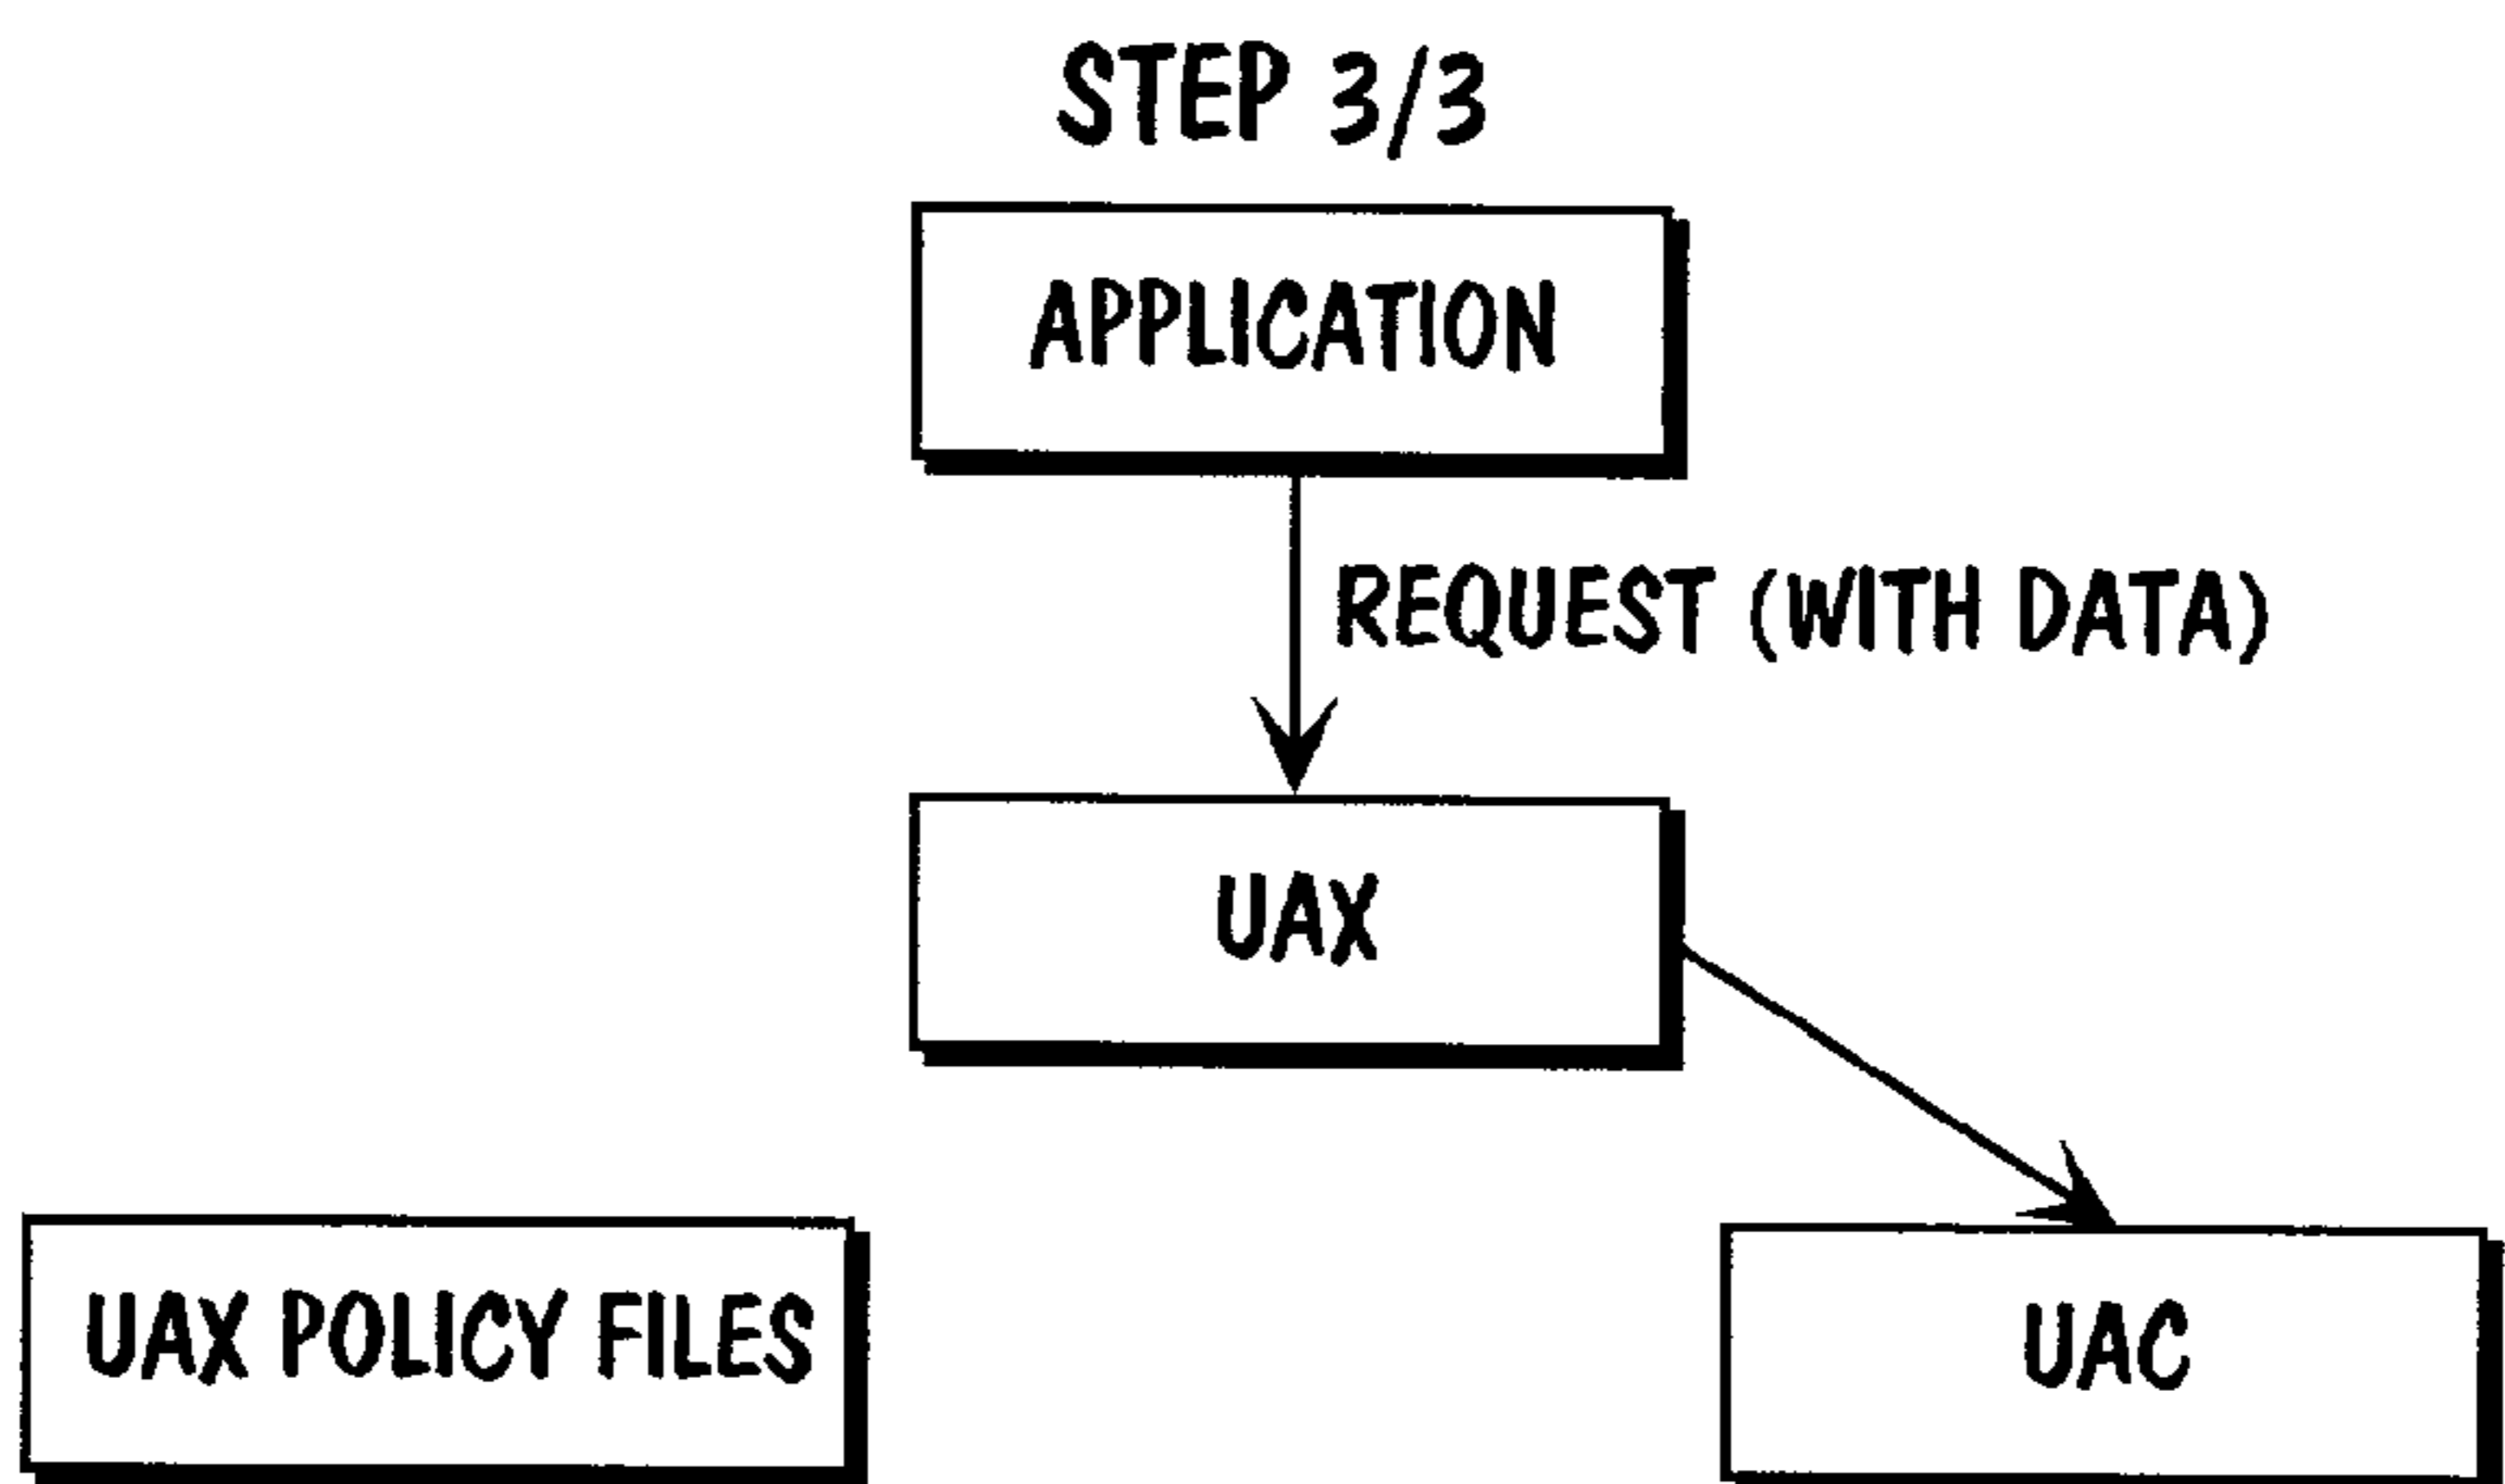 STEP 3/3
APPLICATION
REQUEST (WITH DATA)
UAX
UAX POLICY FILES
UAC